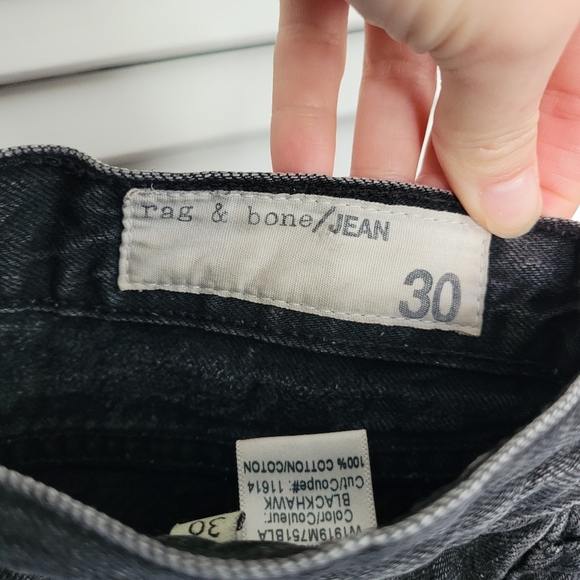 rag & bone/JEAN
30
W1919M751BLA
Color/Couleur:
BLACKHAWK
Cut/Coupe#: 11614
100% COTTON/COTON
30